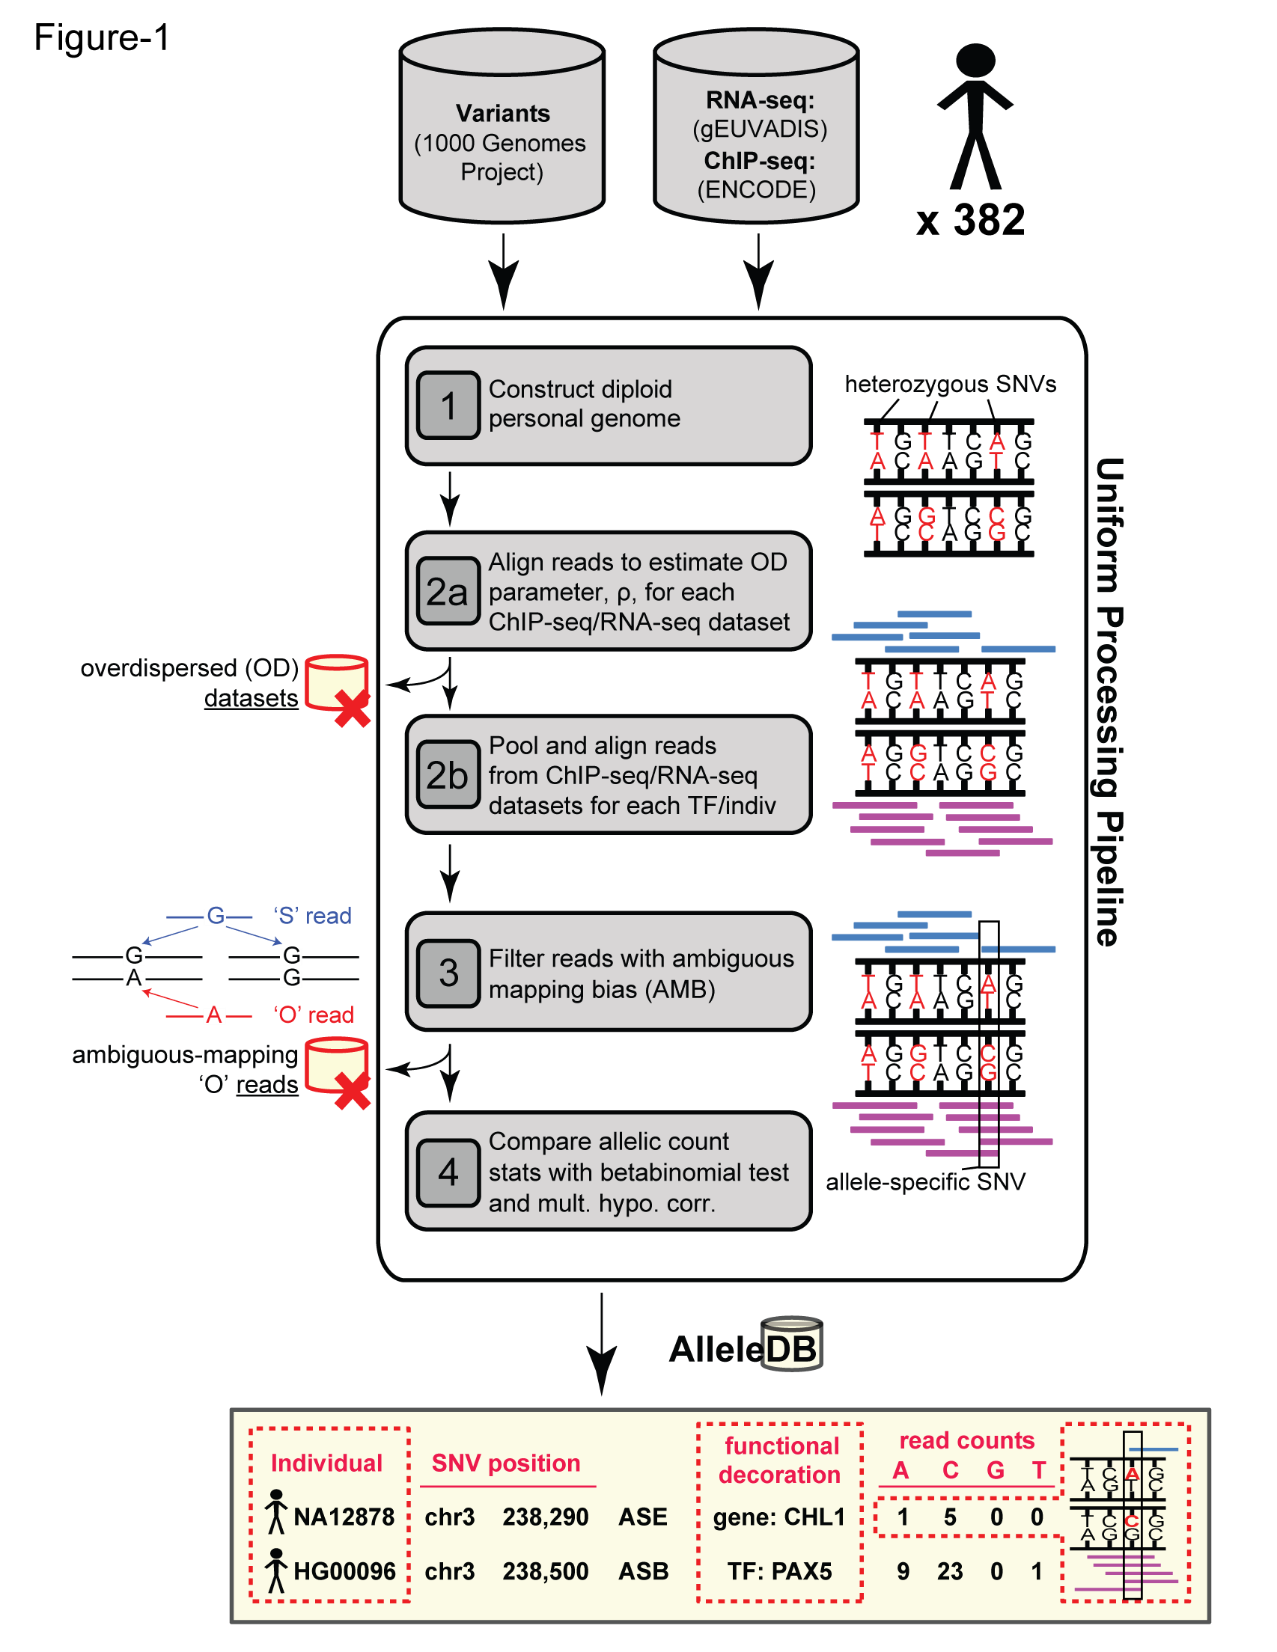 Figure-1
Variants
(1000 Genomes
Project)
RNA-seq:
(gEUVADIS)
ChIP-seq:
(ENCODE)
x 382
Uniform Processing Pipeline
1
Construct diploid
personal genome
heterozygous SNVs
T G T T C A G
A C A A G T C
A G G T C C G
T C C A G G C
2a
Align reads to estimate OD
parameter, ρ, for each
ChIP-seq/RNA-seq dataset
overdispersed (OD)
datasets
2b
Pool and align reads
from ChIP-seq/RNA-seq
datasets for each TF/indiv
T G T T C A G
A C A A G T C
A G G T C C G
T C C A G G C
G
'S' read
G G
A G
A
'O' read
3
Filter reads with ambiguous
mapping bias (AMB)
ambiguous-mapping
'O' reads
T G T T C A G
A C A A G T C
A G G T C C G
T C C A G G C
4
Compare allelic count
stats with betabinomial test
and mult. hypo. corr.
allele-specific SNV
AlleleDB
Individual
SNV position
functional
decoration
read counts
A C G T
NA12878 chr3 238,290 ASE gene: CHL1 1 5 0 0
HG00096 chr3 238,500 ASB TF: PAX5 9 23 0 1
T C A G
A G T C
T C C G
A G G C